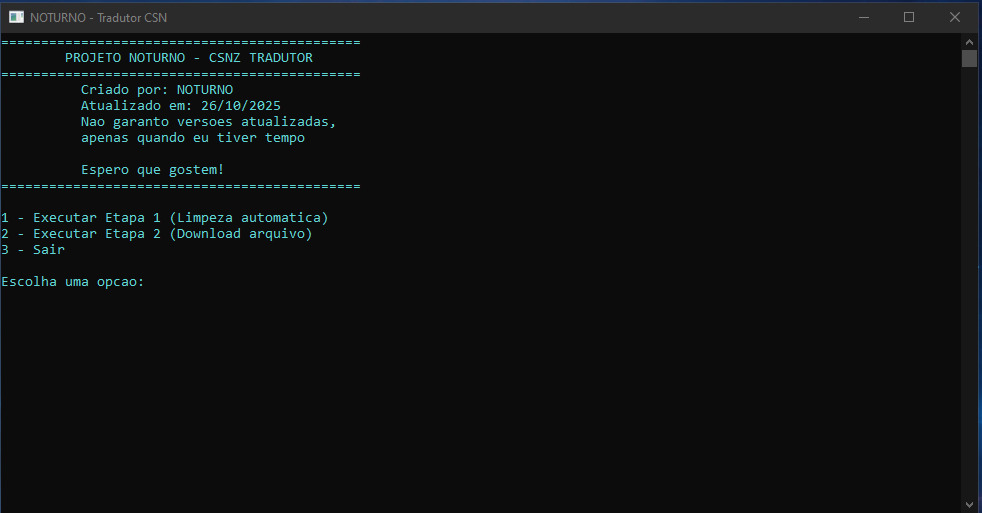 NOTURNO - Tradutor CSN
=============================================
PROJETO NOTURNO - CSNZ TRADUTOR
=============================================
Criado por: NOTURNO
Atualizado em: 26/10/2025
Nao garanto versoes atualizadas,
apenas quando eu tiver tempo
Espero que gostem!
=============================================
1 - Executar Etapa 1 (Limpeza automatica)
2 - Executar Etapa 2 (Download arquivo)
3 - Sair
Escolha uma opcao: